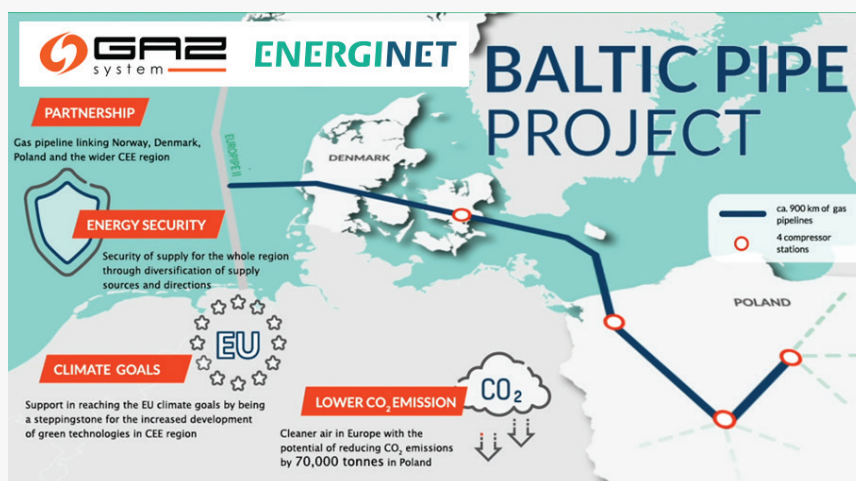 GAZ system
ENERGINET
BALTIC PIPE
PROJECT
PARTNERSHIP
Gas pipeline linking Norway, Denmark,
Poland and the wider CEE region
EUROPIPE II
DENMARK
ca. 900 km of gas
pipelines
4 compressor
stations
ENERGY SECURITY
Security of supply for the whole region
through diversification of supply
sources and directions
POLAND
EU
CLIMATE GOALS
Support in reaching the EU climate goals by being
a steppingstone for the increased development
of green technologies in CEE region
CO₂
LOWER CO₂ EMISSION
Cleaner air in Europe with the
potential of reducing CO₂ emissions
by 70,000 tonnes in Poland